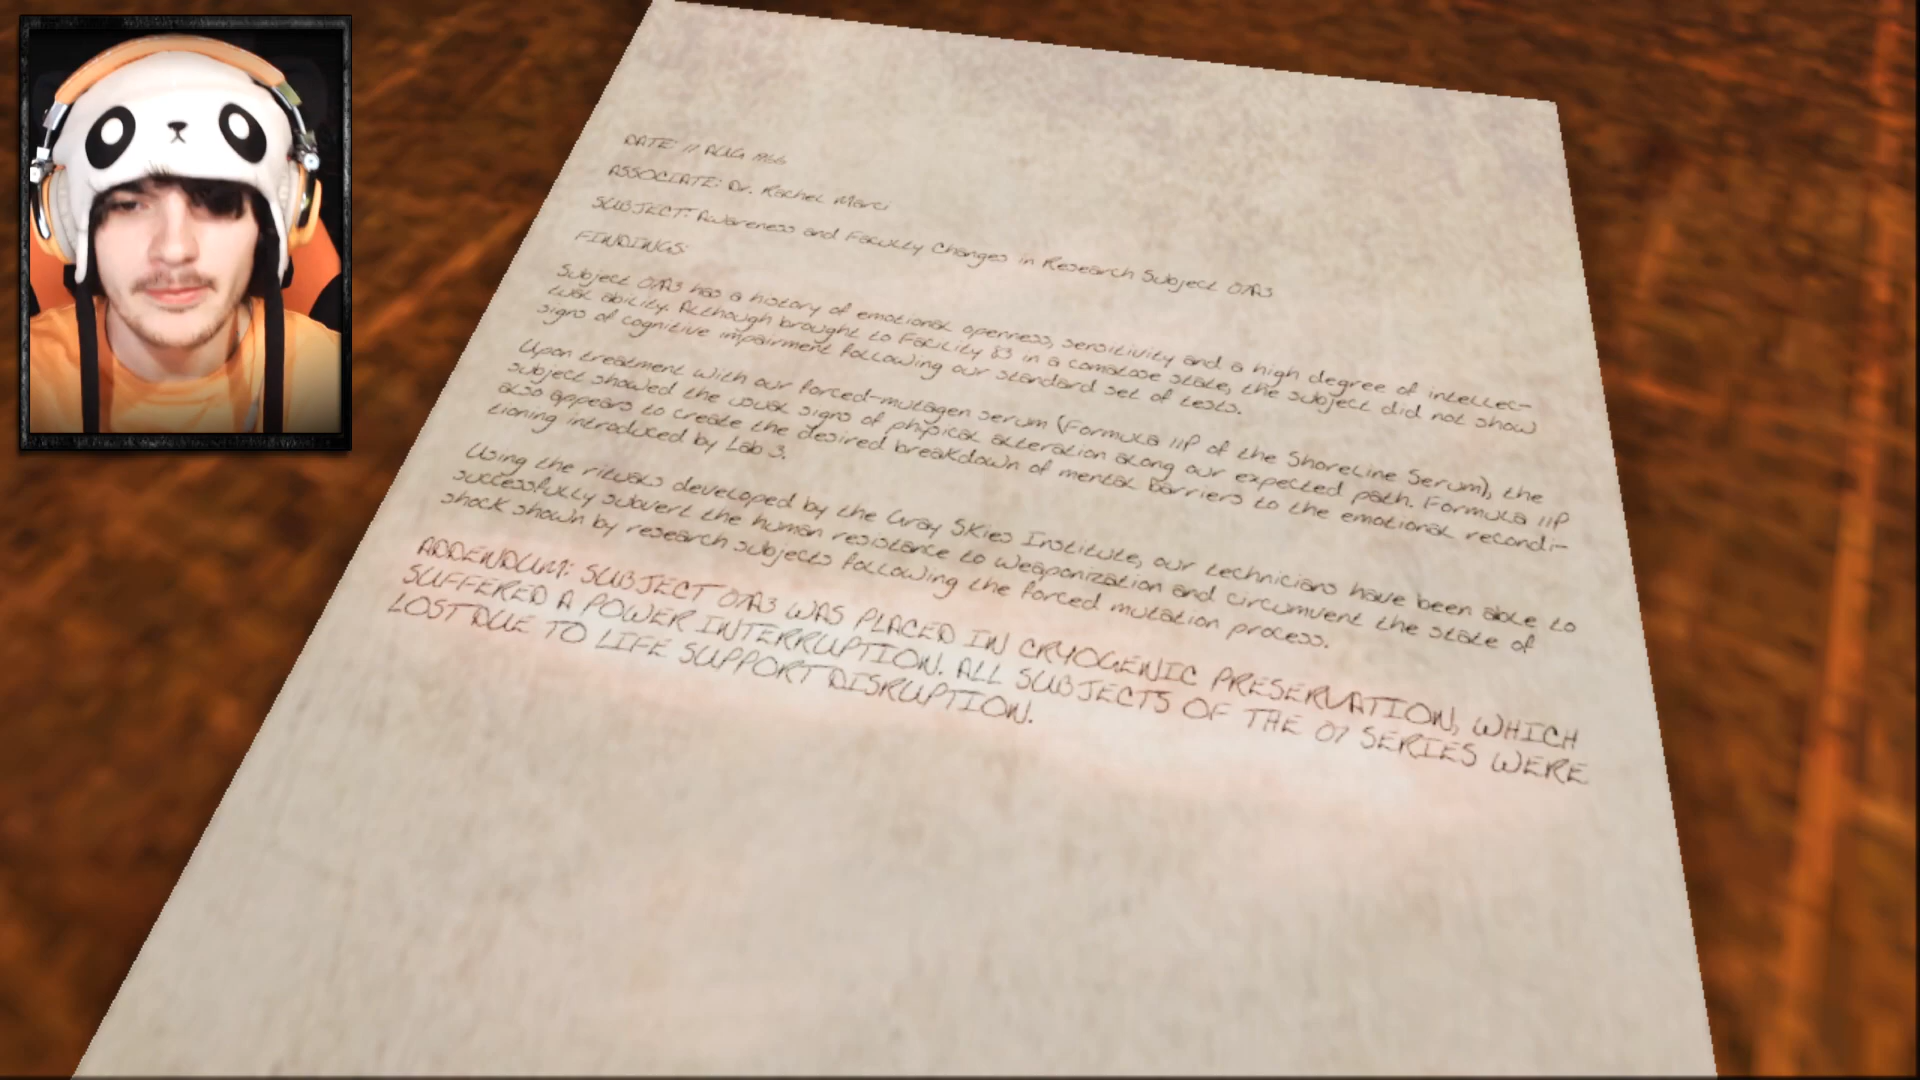 DATE: 17 AUG 1966
ASSOCIATE: Dr. Rachel Marci
SUBJECT: Awareness and Faculty Changes in Research Subject 07A3
FINDINGS:
Subject 07A3 has a history of emotional openness, sensitivity and a high degree of intellec-
tual ability. Although brought to Facility 83 in a comatose state, the subject did not show
signs of cognitive impairment following our standard set of tests.
Upon treatment with our forced-mutagen serum (Formula 11P of the Shoreline Serum), the
subject showed the usual signs of physical alteration along our expected path. Formula 11P
also appears to create the desired breakdown of mental barriers to the emotional recondi-
tioning introduced by Lab 3.
Using the rituals developed by the Gray Skies Institute, our technicians have been able to
successfully subvert the human resistance to weaponization and circumvent the state of
shock shown by research subjects following the forced mutation process.
ADDENDUM: SUBJECT 07A3 WAS PLACED IN CRYOGENIC PRESERVATION, WHICH
SUFFERED A POWER INTERRUPTION. ALL SUBJECTS OF THE 07 SERIES WERE
LOST DUE TO LIFE SUPPORT DISRUPTION.